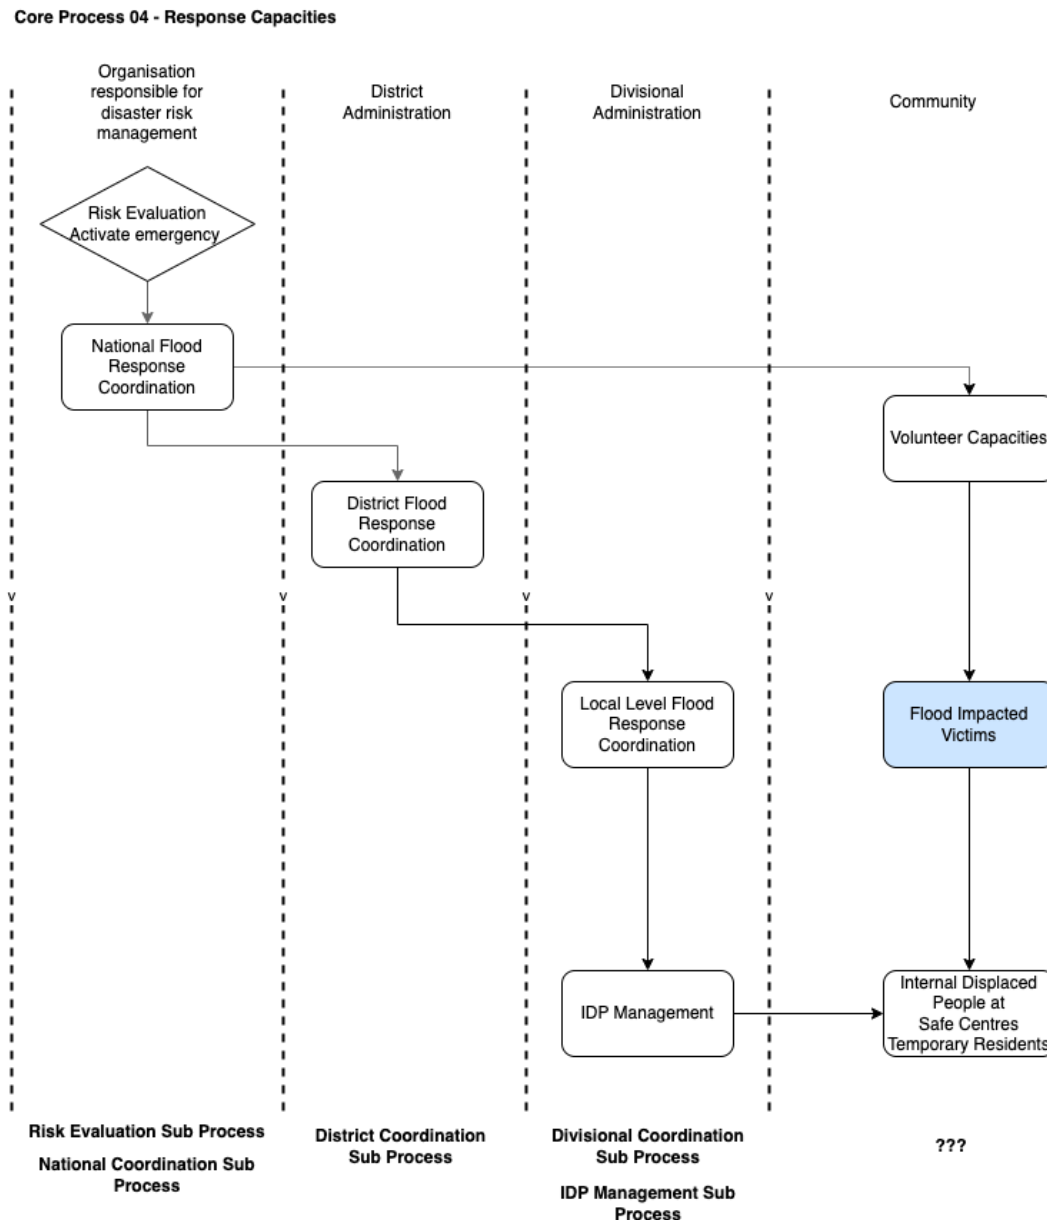 Core Process 04 - Response Capacities
Organisation
responsible for
disaster risk
management
District
Administration
Divisional
Administration
Community
Risk Evaluation
Activate emergency
National Flood
Response
Coordination
Volunteer Capacities
District Flood
Response
Coordination
v
v
v
v
Local Level Flood
Response
Coordination
Flood Impacted
Victims
IDP Management
Internal Displaced
People at
Safe Centres
Temporary Residents
Risk Evaluation Sub Process
National Coordination Sub
Process
District Coordination
Sub Process
Divisional Coordination
Sub Process
IDP Management Sub
Process
???